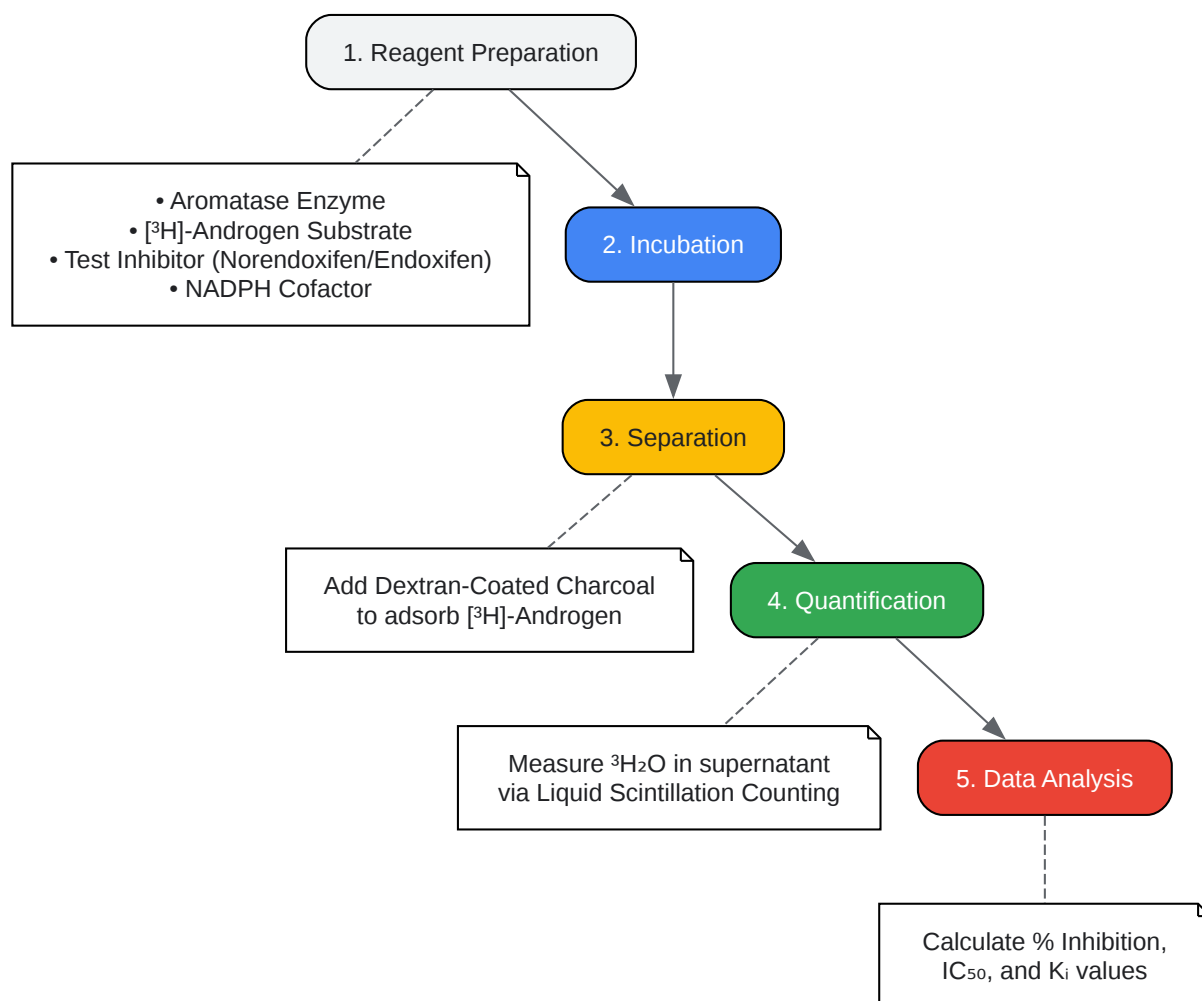 1. Reagent Preparation
• Aromatase Enzyme
• [³H]-Androgen Substrate
• Test Inhibitor (Norendoxifen/Endoxifen)
• NADPH Cofactor
2. Incubation
3. Separation
Add Dextran-Coated Charcoal
to adsorb [³H]-Androgen
4. Quantification
Measure ³H₂O in supernatant
via Liquid Scintillation Counting
5. Data Analysis
Calculate % Inhibition,
IC₅₀, and Kᵢ values